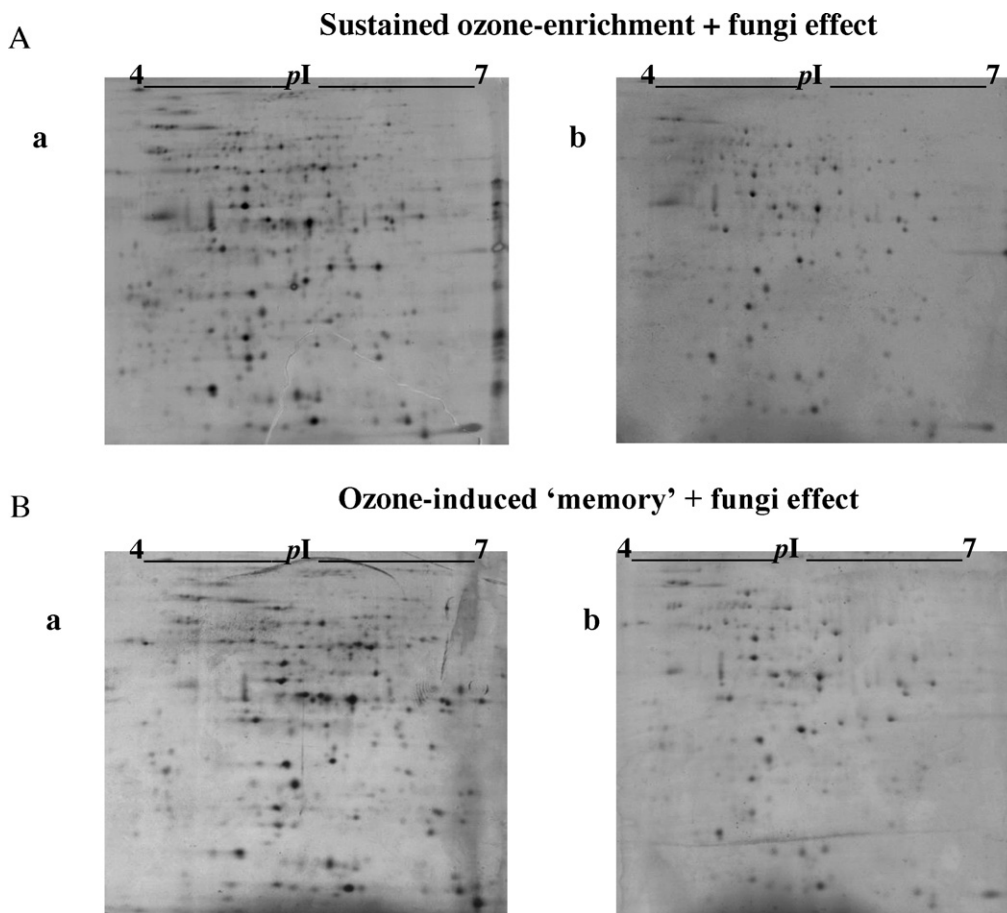 A
Sustained ozone-enrichment + fungi effect
4 pI 7
4 pI 7
a
b
B
Ozone-induced ‘memory’ + fungi effect
4 pI 7
4 pI 7
a
b